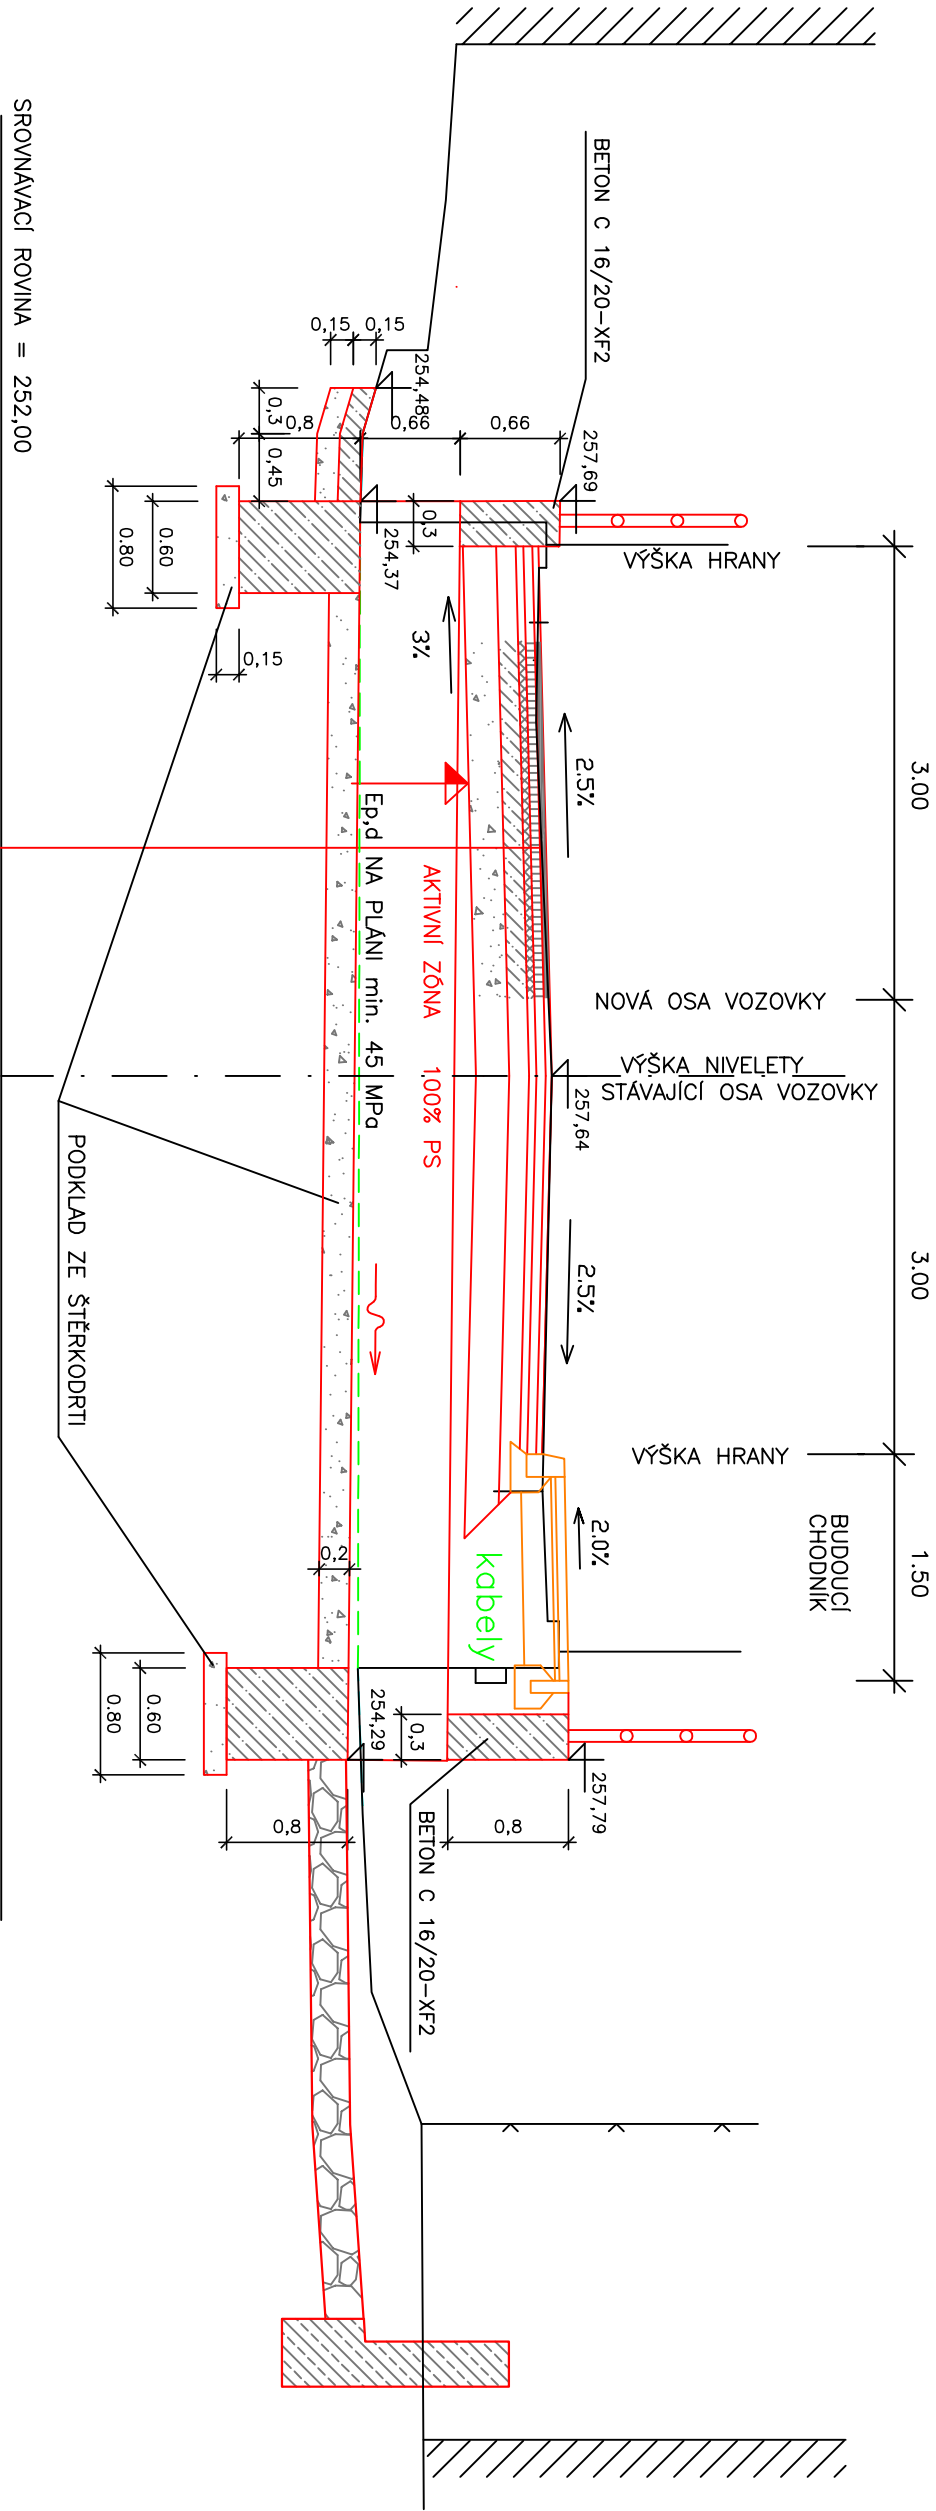 3.00
3.00
1.50
BUDOUCÍ
CHODNÍK
VÝŠKA HRANY
NOVÁ OSA VOZOVKY
VÝŠKA NIVELETY
STÁVAJÍCÍ OSA VOZOVKY
VÝŠKA HRANY
BETON C 16/20-XF2
257,69
2.5%
257,64
2.5%
2.0%
257,79
254,48
0,66
0,66
0,3
3%
kabely
0,8
AKTIVNÍ ZÓNA 100% PS
BETON C 16/20-XF2
0,15
0,15
254,37
Ep,d NA PLÁNI min. 45 MPa
254,29
0,3
0,8
0,2
0,8
0,3
0,45
0,15
0.60
0.80
0.60
0.80
PODKLAD ZE ŠTĚRKODRTI
SROVNÁVACÍ ROVINA = 252,00